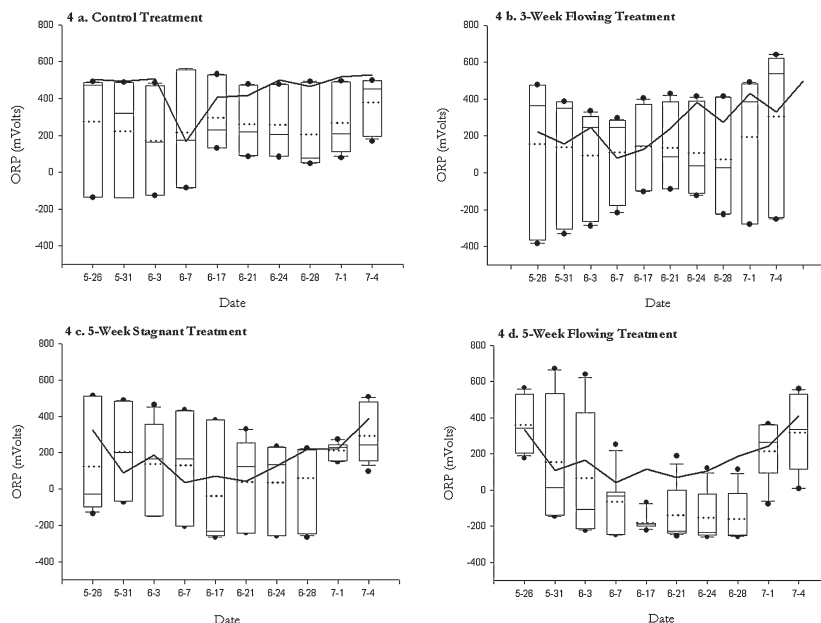 4 a. Control Treatment
800
600
400
200
0
-200
-400
ORP (mVolts)
5-26 5-31 6-3 6-7 6-17 6-21 6-24 6-28 7-1 7-4
Date
4 b. 3-Week Flowing Treatment
800
600
400
200
0
-200
-400
ORP (mVolts)
5-26 5-31 6-3 6-7 6-17 6-21 6-24 6-28 7-1 7-4
Date
4 c. 5-Week Stagnant Treatment
800
600
400
200
0
-200
-400
ORP (mVolts)
5-26 5-31 6-3 6-7 6-17 6-21 6-24 6-28 7-1 7-4
Date
4 d. 5-Week Flowing Treatment
800
600
400
200
0
-200
-400
ORP (mVolts)
5-26 5-31 6-3 6-7 6-17 6-21 6-24 6-28 7-1 7-4
Date